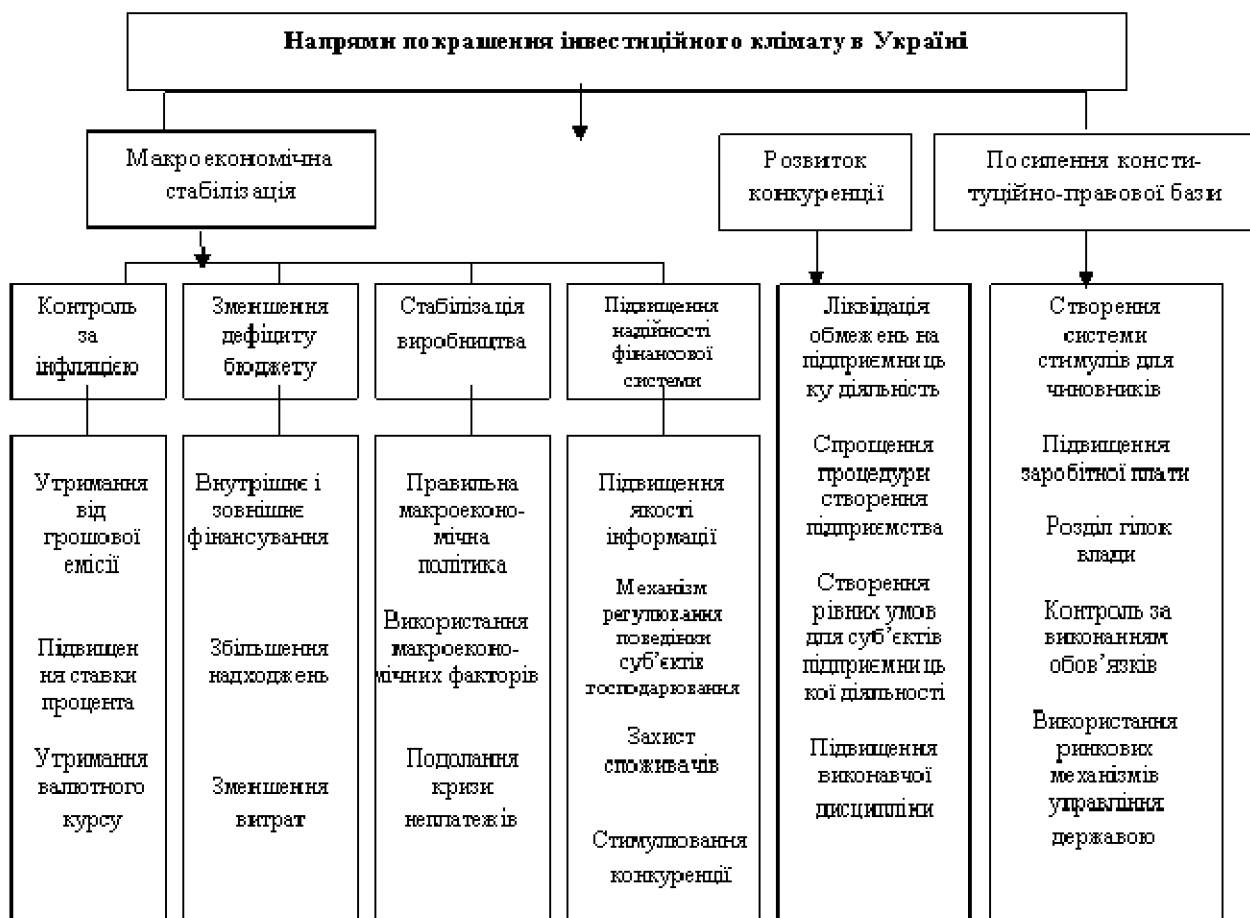 Напрями покращення інвестиційного клімату в Україні
Макроекономічна
стабілізація
Розвиток
конкуренції
Посилення консти-
туційно-правової бази
Контроль
за
інфляцією
Зменшення
дефіциту
бюджету
Стабілізація
виробництва
Підвищення
надійності
фінансової
системи
Ліквідація
обмежень на
підприємниць
ку діяльність
Спрощення
процедури
створення
підприємства
Створення
рівних умов
для суб’єктів
підприємниць
кої діяльності
Підвищення
виконавчої
дисципліни
Створення
системи
стимулів для
чиновників
Підвищення
заробітної плати
Розділ гілок
влади
Контроль за
виконанням
обов’язків
Використання
ринкових
механізмів
управління
державою
Утримання
від
грошової
емісії
Підвищен
ня ставки
процента
Утримання
валютного
курсу
Внутрішнє і
зовнішнє
фінансування
Збільшення
надходжень
Зменшення
витрат
Правильна
макроеконо-
мічна
політика
Використання
макроеконо-
мічних факторів
Подолання
кризи
неплатежів
Підвищення
якості
інформації
Механізм
регулювання
поведінки
суб’єктів
господарювання
Захист
споживачів
Стимулювання
конкуренції